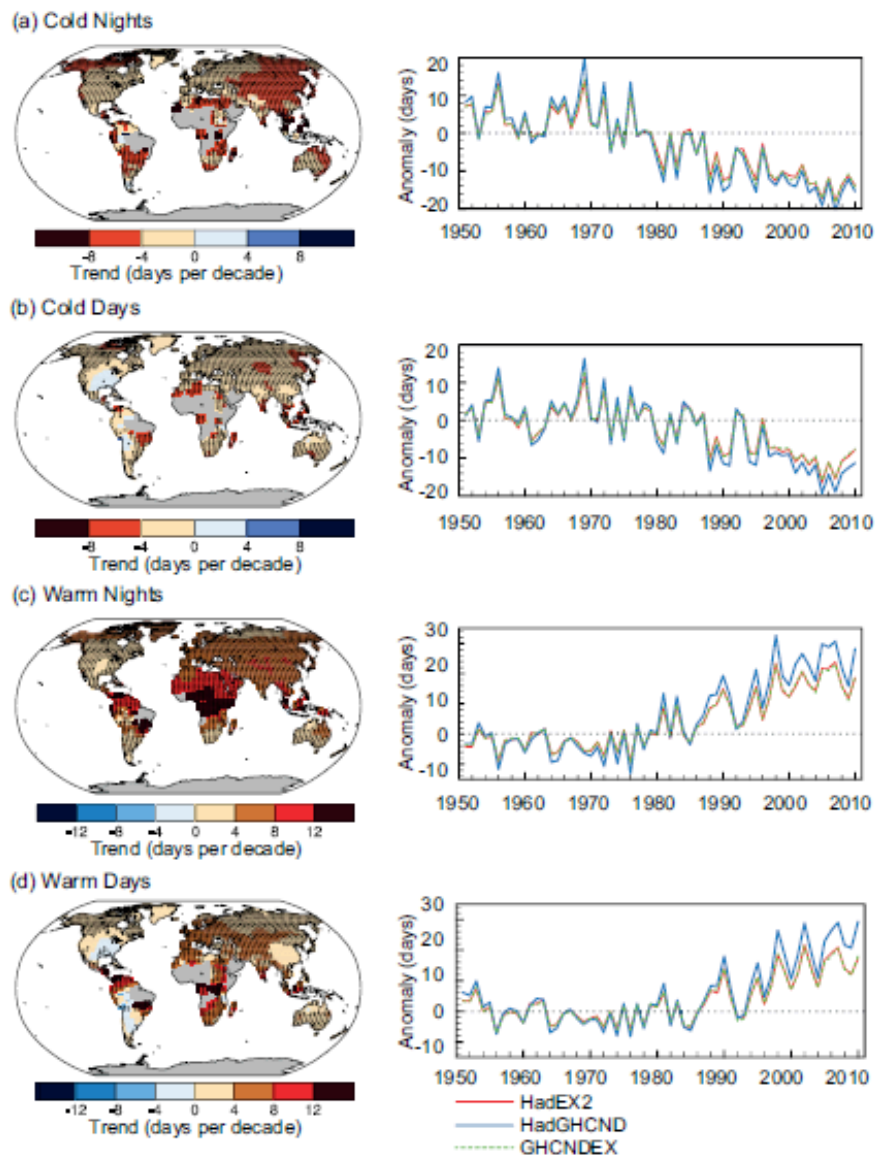 (a) Cold Nights
20
10
0
-10
-20
Anomaly (days)
1950 1960 1970 1980 1990 2000 2010
-8 -4 0 4 8
Trend (days per decade)
(b) Cold Days
20
10
0
-10
-20
Anomaly (days)
1950 1960 1970 1980 1990 2000 2010
-8 -4 0 4 8
Trend (days per decade)
(c) Warm Nights
30
20
10
0
-10
Anomaly (days)
1950 1960 1970 1980 1990 2000 2010
-12 -8 -4 0 4 8 12
Trend (days per decade)
(d) Warm Days
30
20
10
0
-10
Anomaly (days)
1950 1960 1970 1980 1990 2000 2010
-12 -8 -4 0 4 8 12
Trend (days per decade)
HadEX2
HadGHCND
GHCNDEX